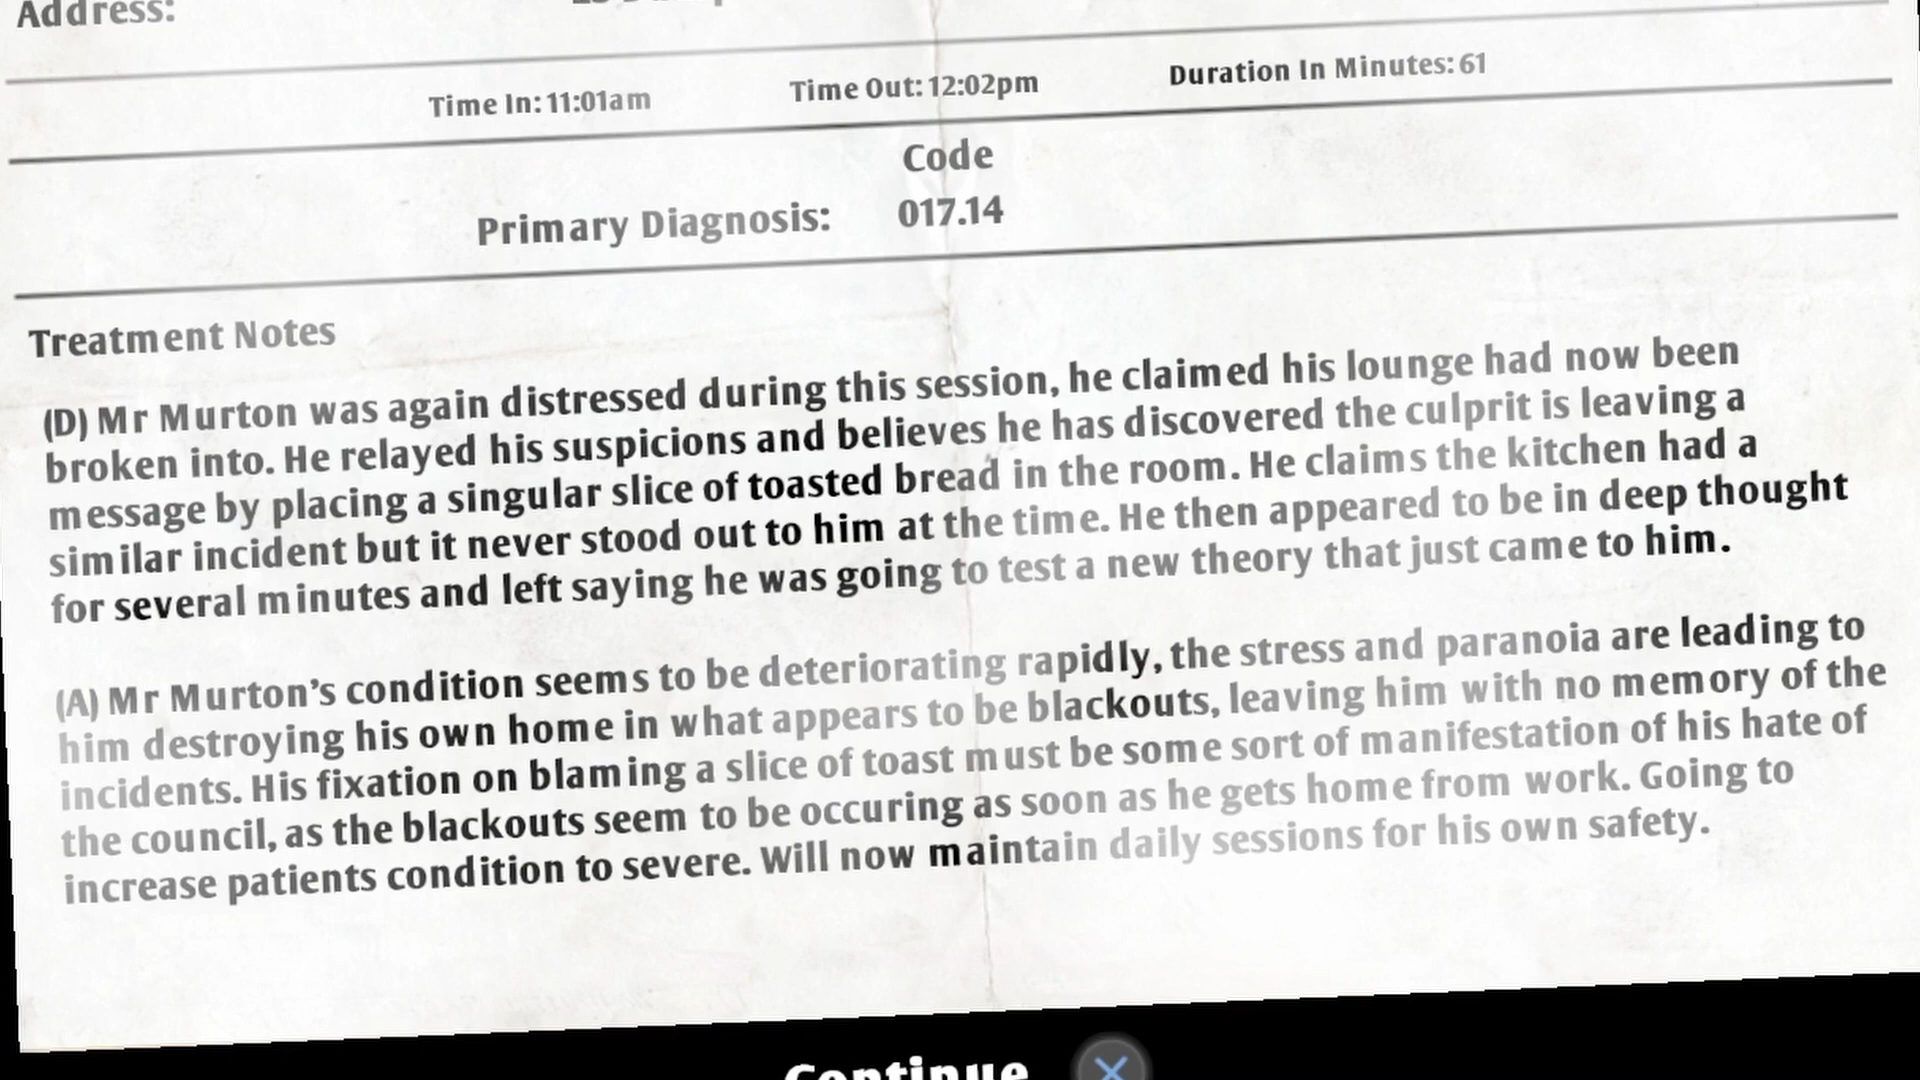 Address:
Time In: 11:01am Time Out: 12:02pm Duration In Minutes: 61
Code
Primary Diagnosis: 017.14
Treatment Notes
(D) Mr Murton was again distressed during this session, he claimed his lounge had now been
broken into. He relayed his suspicions and believes he has discovered the culprit is leaving a
message by placing a singular slice of toasted bread in the room. He claims the kitchen had a
similar incident but it never stood out to him at the time. He then appeared to be in deep thought
for several minutes and left saying he was going to test a new theory that just came to him.
(A) Mr Murton's condition seems to be deteriorating rapidly, the stress and paranoia are leading to
him destroying his own home in what appears to be blackouts, leaving him with no memory of the
incidents. His fixation on blaming a slice of toast must be some sort of manifestation of his hate of
the council, as the blackouts seem to be occuring as soon as he gets home from work. Going to
increase patients condition to severe. Will now maintain daily sessions for his own safety.
Continue